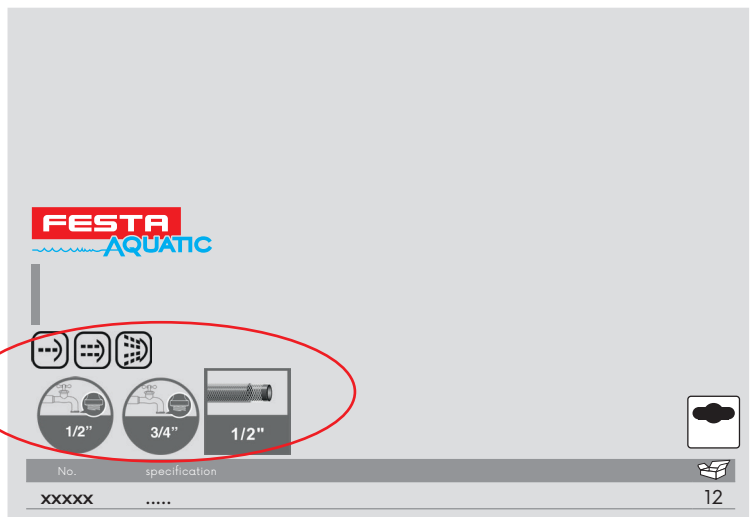 FESTA
AQUATIC
1/2"
3/4"
1/2"
No. specification
xxxxx ..... 12